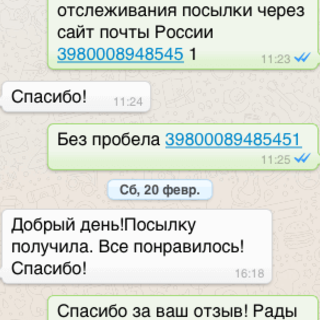 отслеживания посылки через
сайт почты России
3980008948545 1
11:23
Спасибо!
11:24
Без пробела 39800089485451
11:25
Сб, 20 февр.
Добрый день!Посылку
получила. Все понравилось!
Спасибо!
16:18
Спасибо за ваш отзыв! Рады